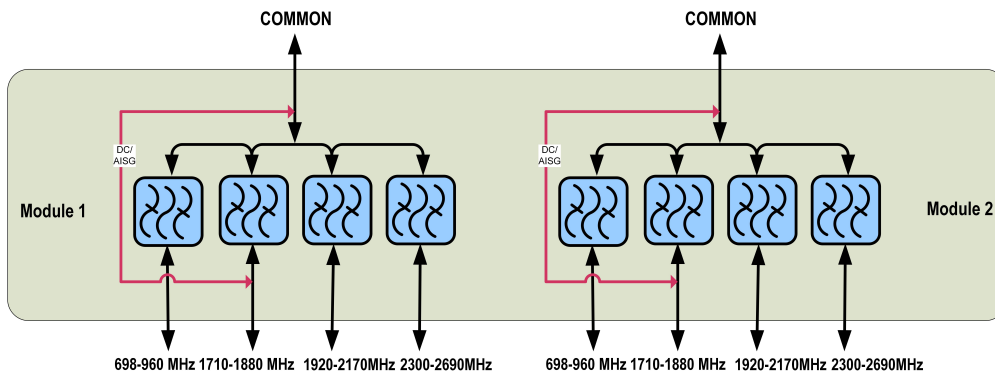 COMMON COMMON
DC/ DC/
AISG AISG
Module 1 Module 2
698-960 MHz 1710-1880 MHz 1920-2170MHz 2300-2690MHz 698-960 MHz 1710-1880 MHz 1920-2170MHz 2300-2690MHz